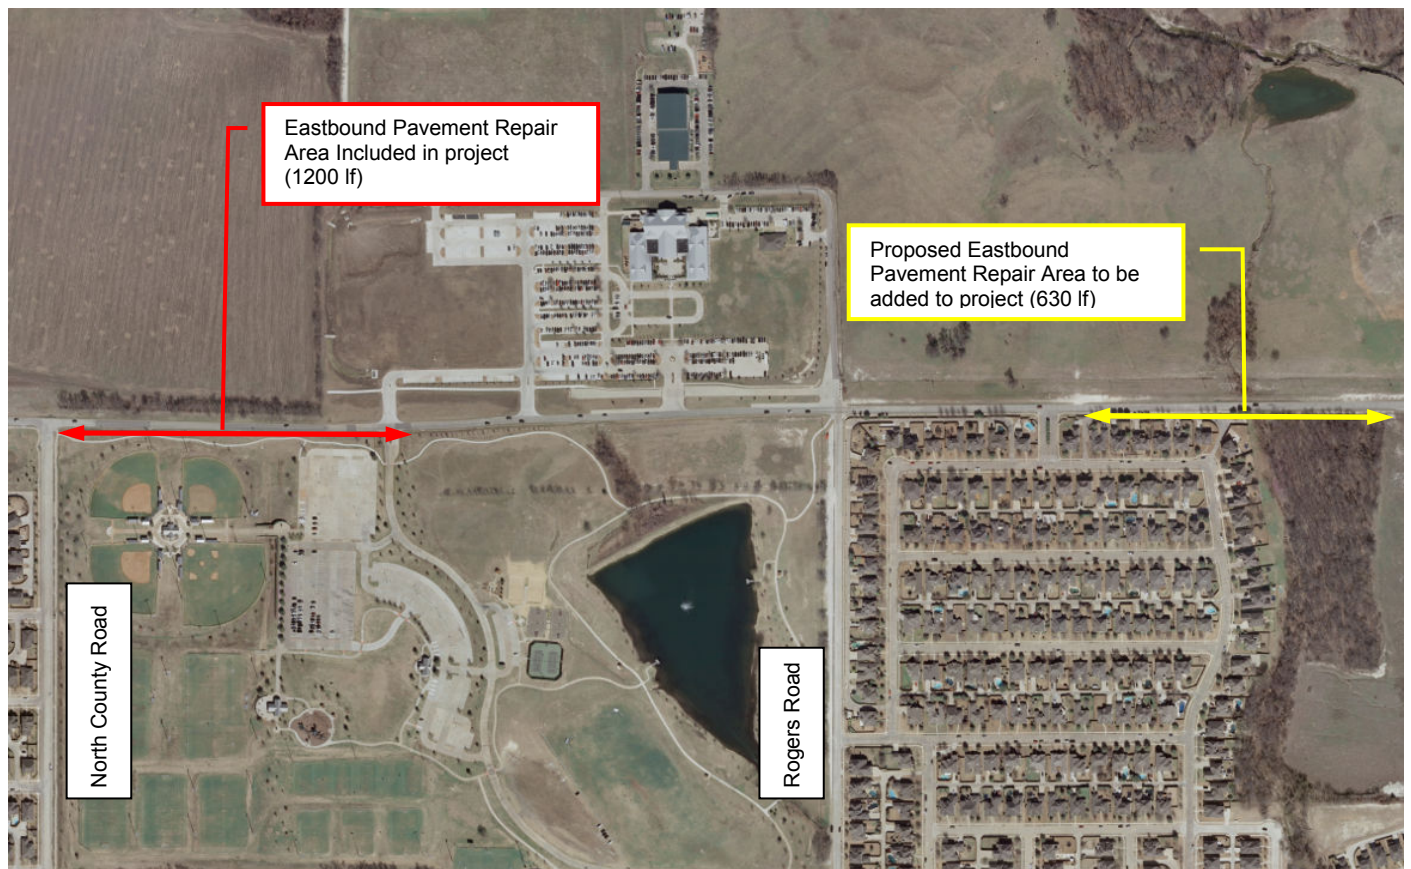 Eastbound Pavement Repair
Area Included in project
(1200 lf)
Proposed Eastbound
Pavement Repair Area to be
added to project (630 lf)
North County Road
Rogers Road